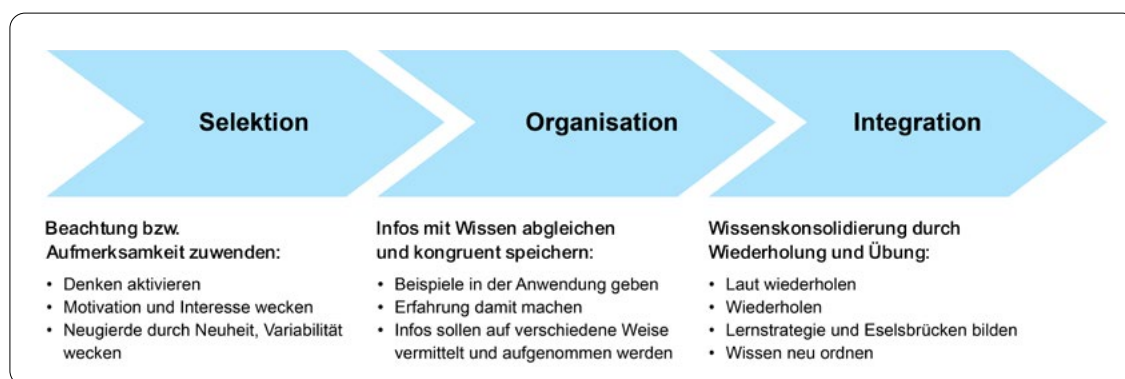 Selektion
Organisation
Integration
Beachtung bzw.
Aufmerksamkeit zuwenden:
• Denken aktivieren
• Motivation und Interesse wecken
• Neugierde durch Neuheit, Variabilität
wecken
Infos mit Wissen abgleichen
und kongruent speichern:
• Beispiele in der Anwendung geben
• Erfahrung damit machen
• Infos sollen auf verschiedene Weise
vermittelt und aufgenommen werden
Wissenskonsolidierung durch
Wiederholung und Übung:
• Laut wiederholen
• Wiederholen
• Lernstrategie und Eselsbrücken bilden
• Wissen neu ordnen